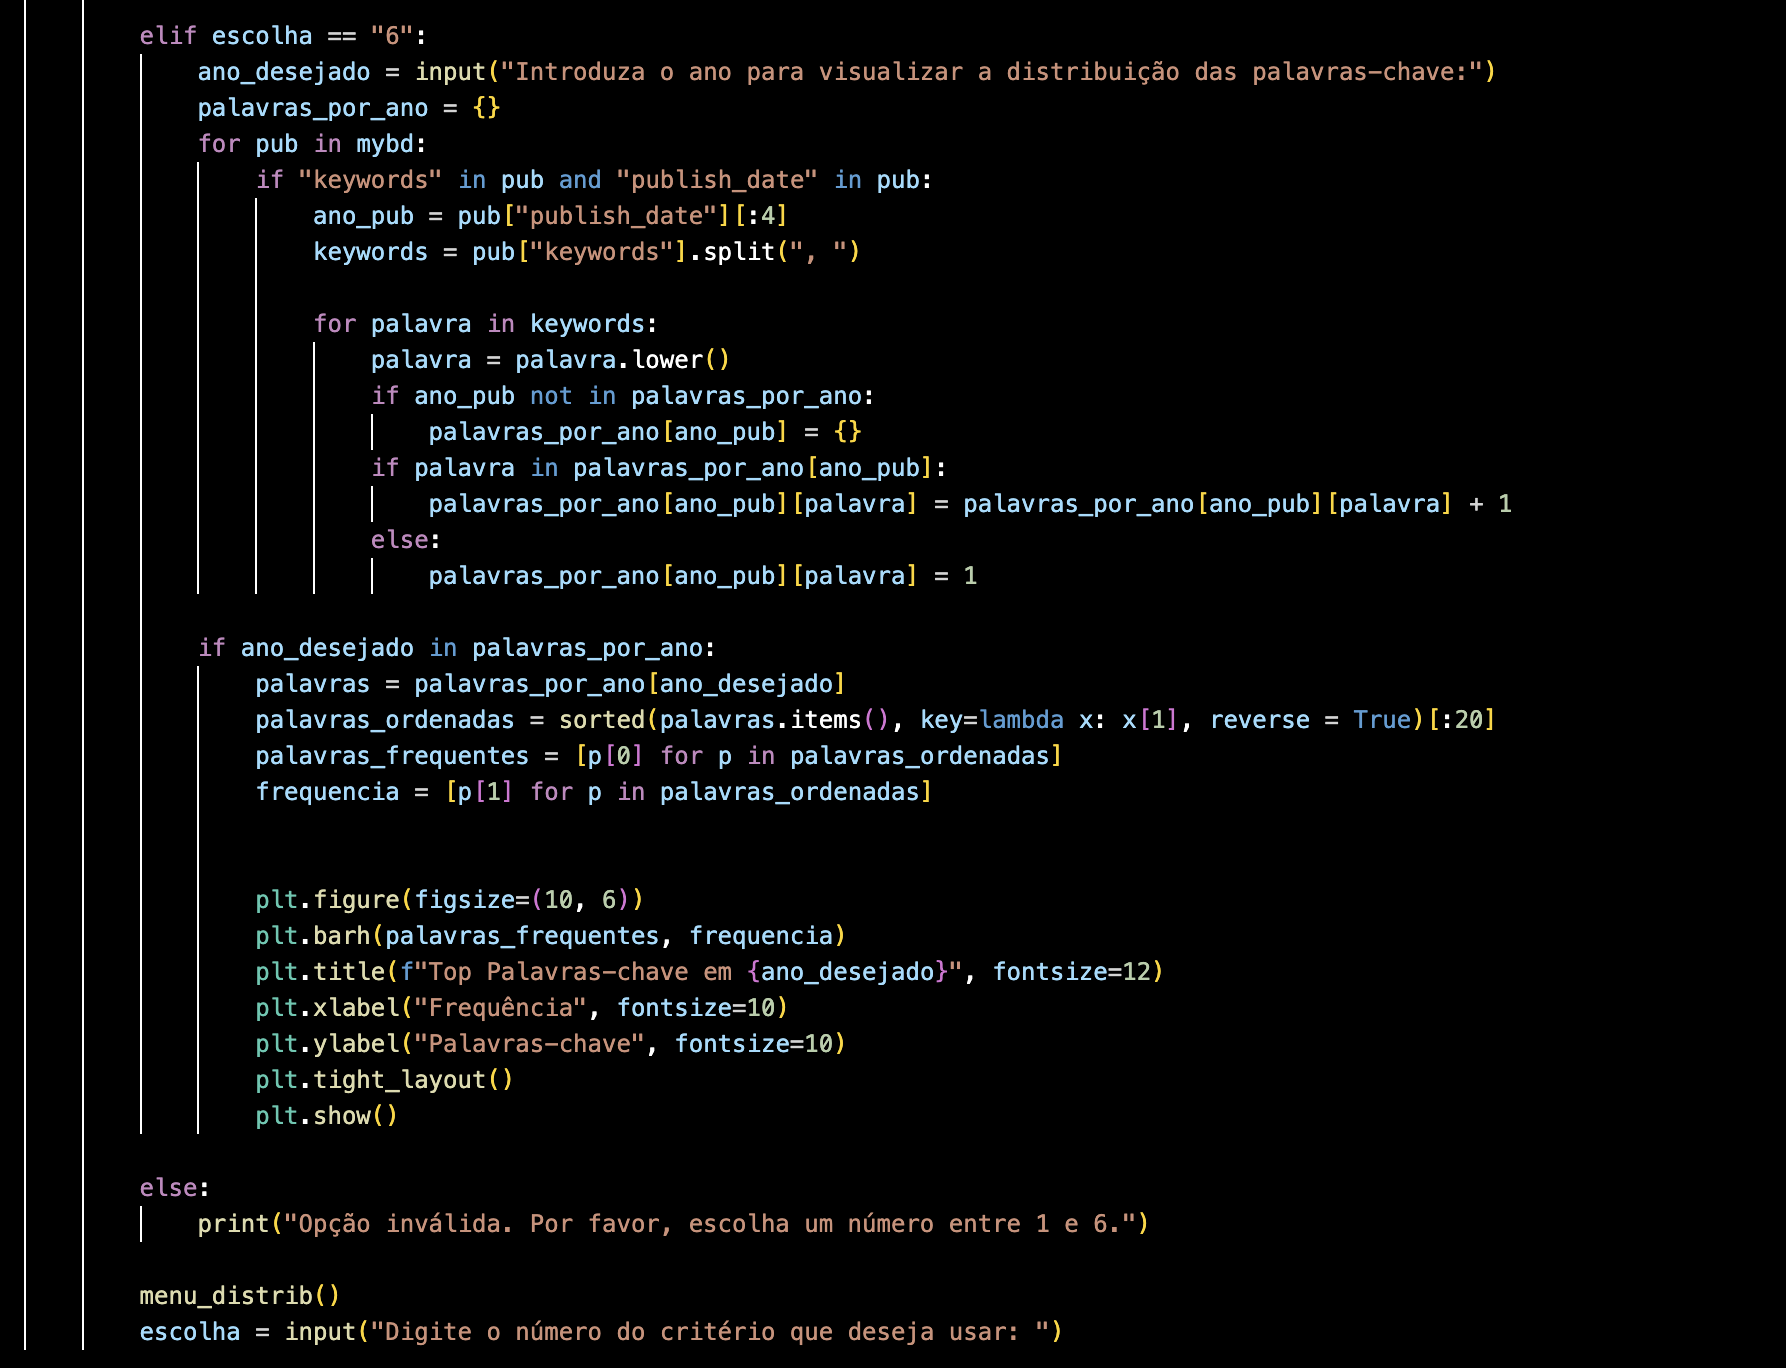 elif escolha == "6":
    ano_desejado = input("Introduza o ano para visualizar a distribuição das palavras-chave:")
    palavras_por_ano = {}
    for pub in mybd:
        if "keywords" in pub and "publish_date" in pub:
            ano_pub = pub["publish_date"][:4]
            keywords = pub["keywords"].split(", ")

            for palavra in keywords:
                palavra = palavra.lower()
                if ano_pub not in palavras_por_ano:
                    palavras_por_ano[ano_pub] = {}
                if palavra in palavras_por_ano[ano_pub]:
                    palavras_por_ano[ano_pub][palavra] = palavras_por_ano[ano_pub][palavra] + 1
                else:
                    palavras_por_ano[ano_pub][palavra] = 1

    if ano_desejado in palavras_por_ano:
        palavras = palavras_por_ano[ano_desejado]
        palavras_ordenadas = sorted(palavras.items(), key=lambda x: x[1], reverse = True)[:20]
        palavras_frequentes = [p[0] for p in palavras_ordenadas]
        frequencia = [p[1] for p in palavras_ordenadas]


        plt.figure(figsize=(10, 6))
        plt.barh(palavras_frequentes, frequencia)
        plt.title(f"Top Palavras-chave em {ano_desejado}", fontsize=12)
        plt.xlabel("Frequência", fontsize=10)
        plt.ylabel("Palavras-chave", fontsize=10)
        plt.tight_layout()
        plt.show()

else:
    print("Opção inválida. Por favor, escolha um número entre 1 e 6.")

menu_distrib()
escolha = input("Digite o número do critério que deseja usar: ")